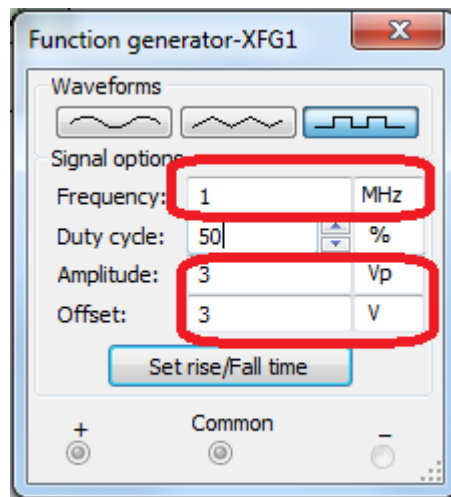 Function generator-XFG1
Waveforms
Signal options
Frequency: 1 MHz
Duty cycle: 50 %
Amplitude: 3 Vp
Offset: 3 V
Set rise/Fall time
+ Common –